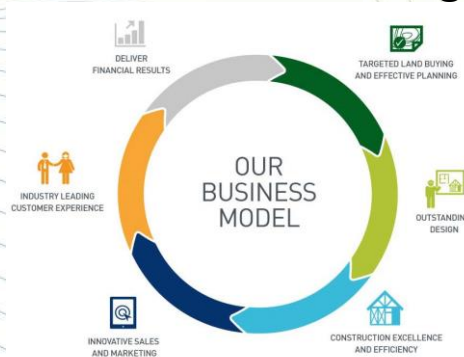 DELIVER
FINANCIAL RESULTS
TARGETED LAND BUYING
AND EFFECTIVE PLANNING
OUR
BUSINESS
MODEL
INDUSTRY LEADING
CUSTOMER EXPERIENCE
OUTSTANDIN
DESIGN
INNOVATIVE SALES
AND MARKETING
CONSTRUCTION EXCELLENCE
AND EFFICIENCY